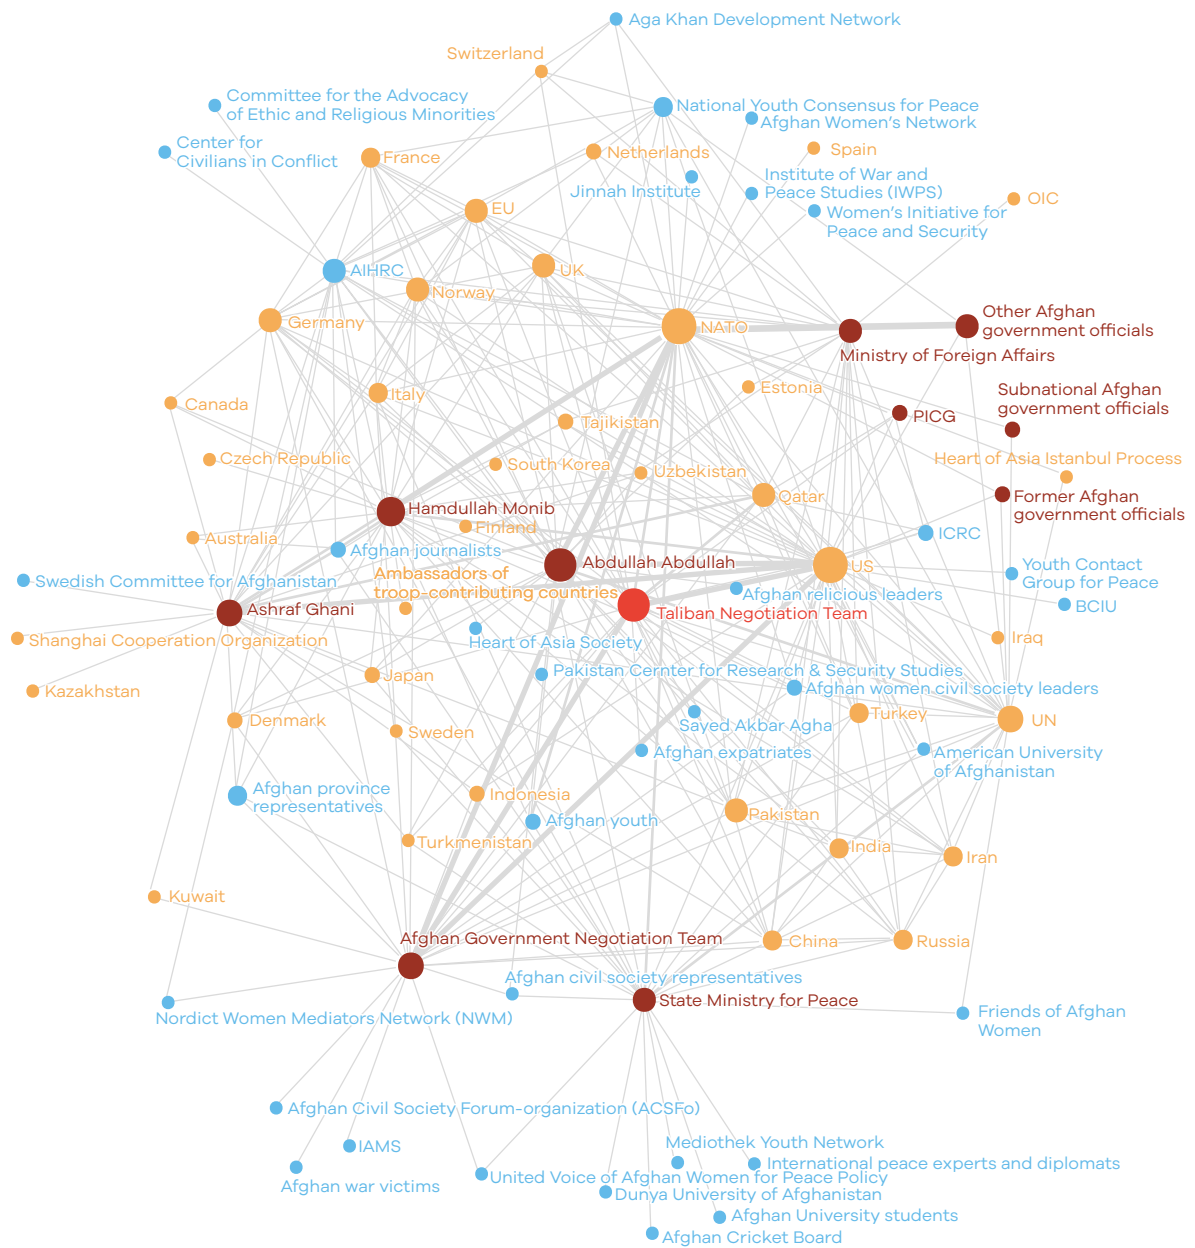 Aga Khan Development Network
Switzerland
Committee for the Advocacy
of Ethic and Religious Minorities
National Youth Consensus for Peace
Afghan Women's Network
Center for
Civilians in Conflict
France
Netherlands
Spain
Jinnah Institute
Institute of War and
Peace Studies (IWPS)
OIC
EU
Women's Initiative for
Peace and Security
AIHRC
UK
Norway
Germany
NATO
Other Afghan
government officials
Ministry of Foreign Affairs
Italy
Estonia
Subnational Afghan
government officials
Canada
Tajikistan
PICG
Czech Republic
South Korea
Uzbekistan
Heart of Asia Istanbul Process
Qatar
Former Afghan
government officials
Hamdullah Monib
Finland
Australia
Afghan journalists
ICRC
Abdullah Abdullah
US
Youth Contact
Group for Peace
Swedish Committee for Afghanistan
Ambassadors of
troop-contributing countries
Afghan relicious leaders
BCIU
Ashraf Ghani
Taliban Negotiation Team
Shanghai Cooperation Organization
Heart of Asia Society
Iraq
Pakistan Cernter for Research & Security Studies
Japan
Afghan women civil society leaders
Kazakhstan
Denmark
Sweden
Sayed Akbar Agha
Turkey
UN
Afghan expatriates
American University
of Afghanistan
Afghan province
representatives
Indonesia
Afghan youth
Pakistan
Turkmenistan
India
Iran
Kuwait
Afghan Government Negotiation Team
China
Russia
Afghan civil society representatives
State Ministry for Peace
Nordict Women Mediators Network (NWM)
Friends of Afghan
Women
Afghan Civil Society Forum-organization (ACSFo)
IAMS
Mediothek Youth Network
International peace experts and diplomats
Afghan war victims
United Voice of Afghan Women for Peace Policy
Dunya University of Afghanistan
Afghan University students
Afghan Cricket Board